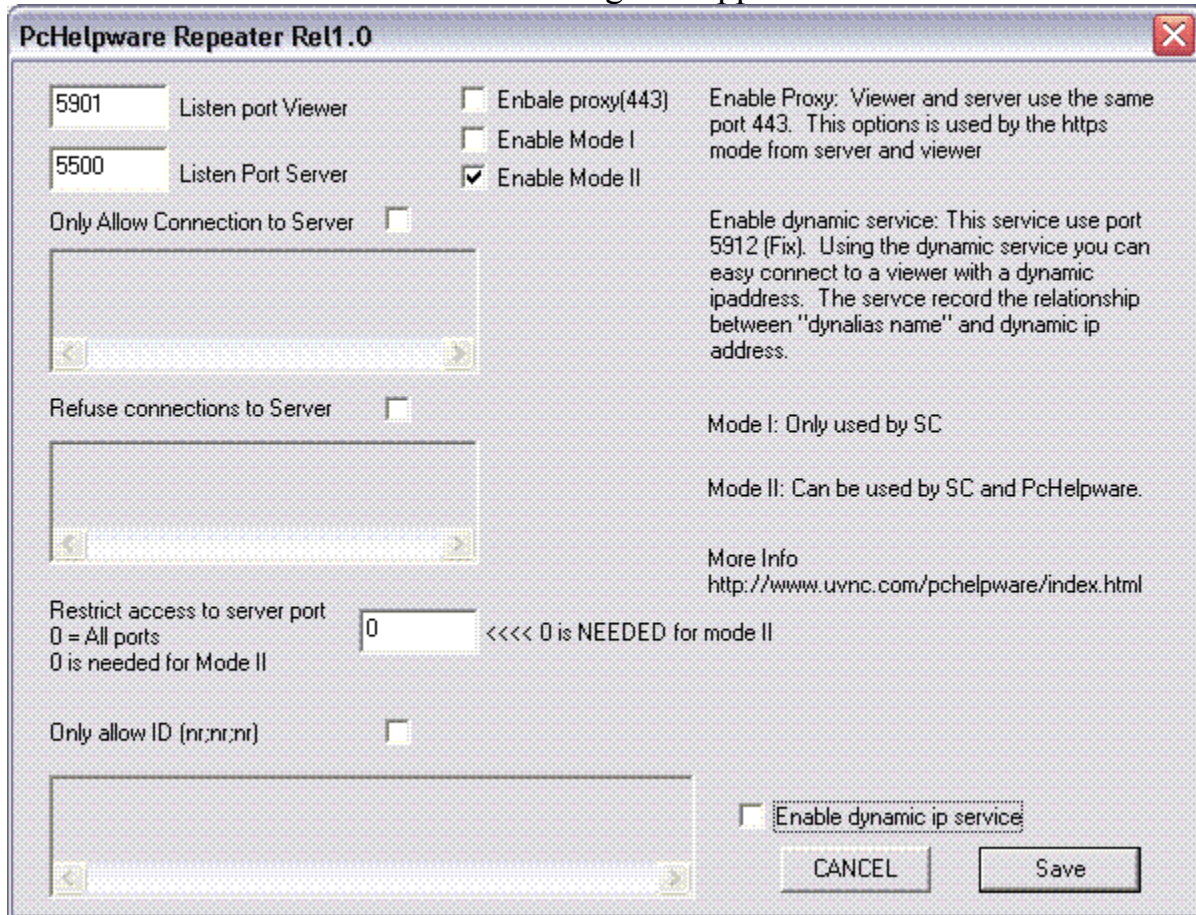 PcHelpware Repeater Rel1.0
5901 Listen port Viewer
5500 Listen Port Server
Enbale proxy(443)
Enable Mode I
Enable Mode II
Only Allow Connection to Server
Refuse connections to Server
Restrict access to server port
0 = All ports
0 is needed for Mode II
0 <<<< 0 is NEEDED for mode II
Only allow ID (nr;nr;nr)
Enable Proxy: Viewer and server use the same
port 443. This options is used by the https
mode from server and viewer
Enable dynamic service: This service use port
5912 (Fix). Using the dynamic service you can
easy connect to a viewer with a dynamic
ipaddress. The servce record the relationship
between "dynalias name" and dynamic ip
address.
Mode I: Only used by SC
Mode II: Can be used by SC and PcHelpware.
More Info
http://www.uvnc.com/pchelpware/index.html
Enable dynamic ip service
CANCEL
Save